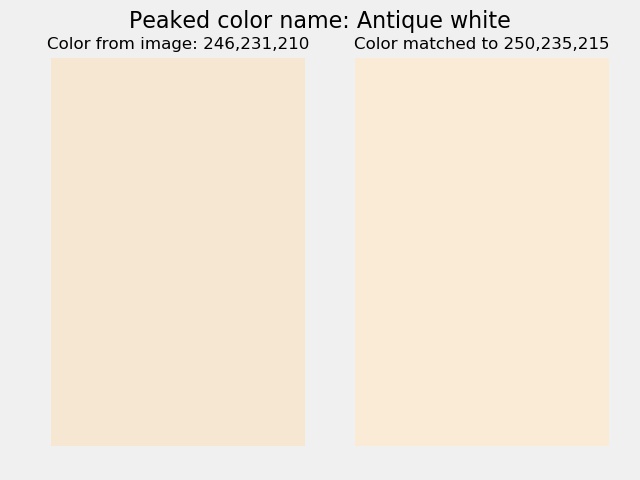 Peaked color name: Antique white
Color from image: 246,231,210
Color matched to 250,235,215